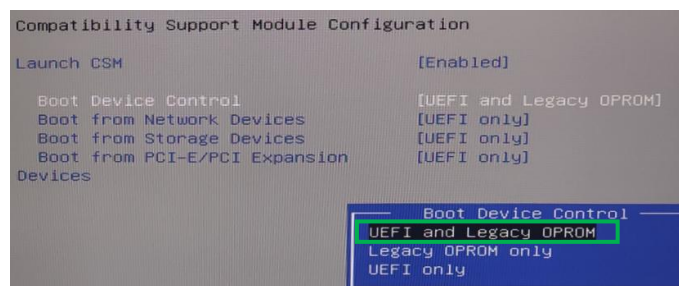 Compatibility Support Module Configuration
Launch CSM [Enabled]
Boot Device Control [UEFI and Legacy OPROM]
Boot from Network Devices [UEFI only]
Boot from Storage Devices [UEFI only]
Boot from PCI-E/PCI Expansion [UEFI only]
Devices
Boot Device Control
UEFI and Legacy OPROM
Legacy OPROM only
UEFI only